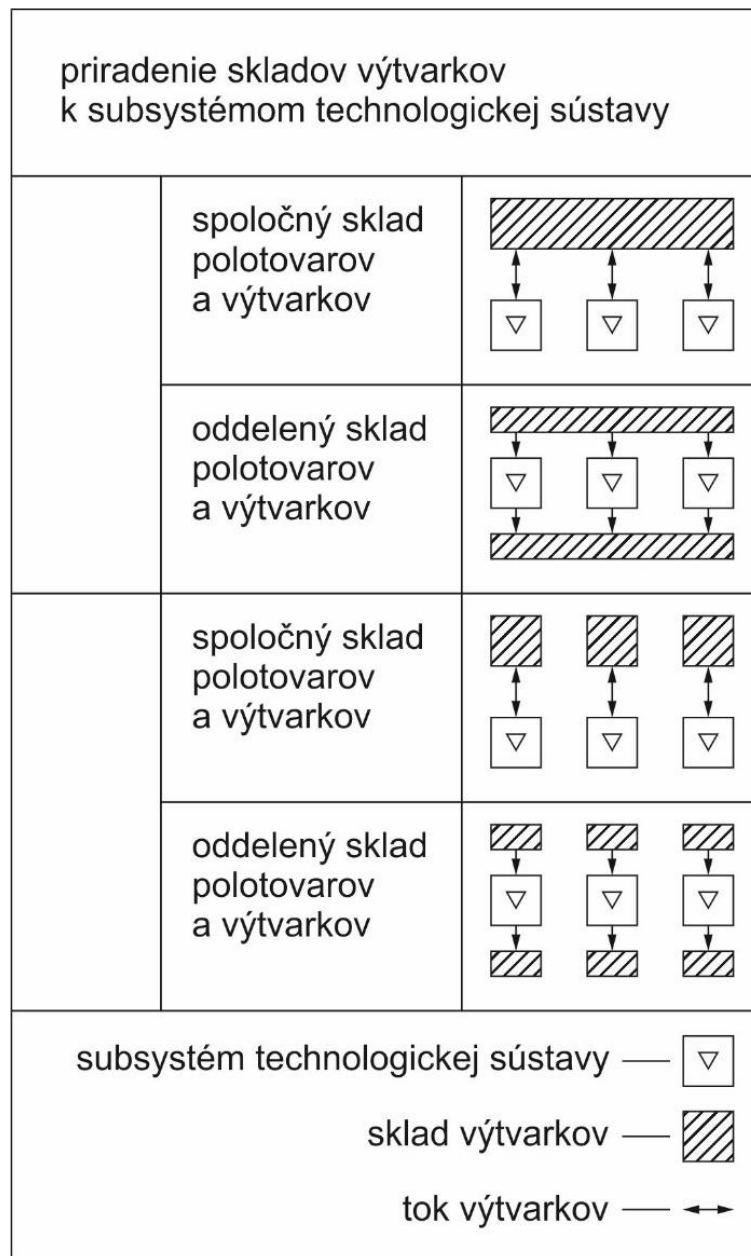 priradenie skladov výtvarkov
k subsystémom technologickej sústavy
spoločný sklad
polotovarov
a výtvarkov
oddelený sklad
polotovarov
a výtvarkov
spoločný sklad
polotovarov
a výtvarkov
oddelený sklad
polotovarov
a výtvarkov
subsystém technologickej sústavy
sklad výtvarkov
tok výtvarkov